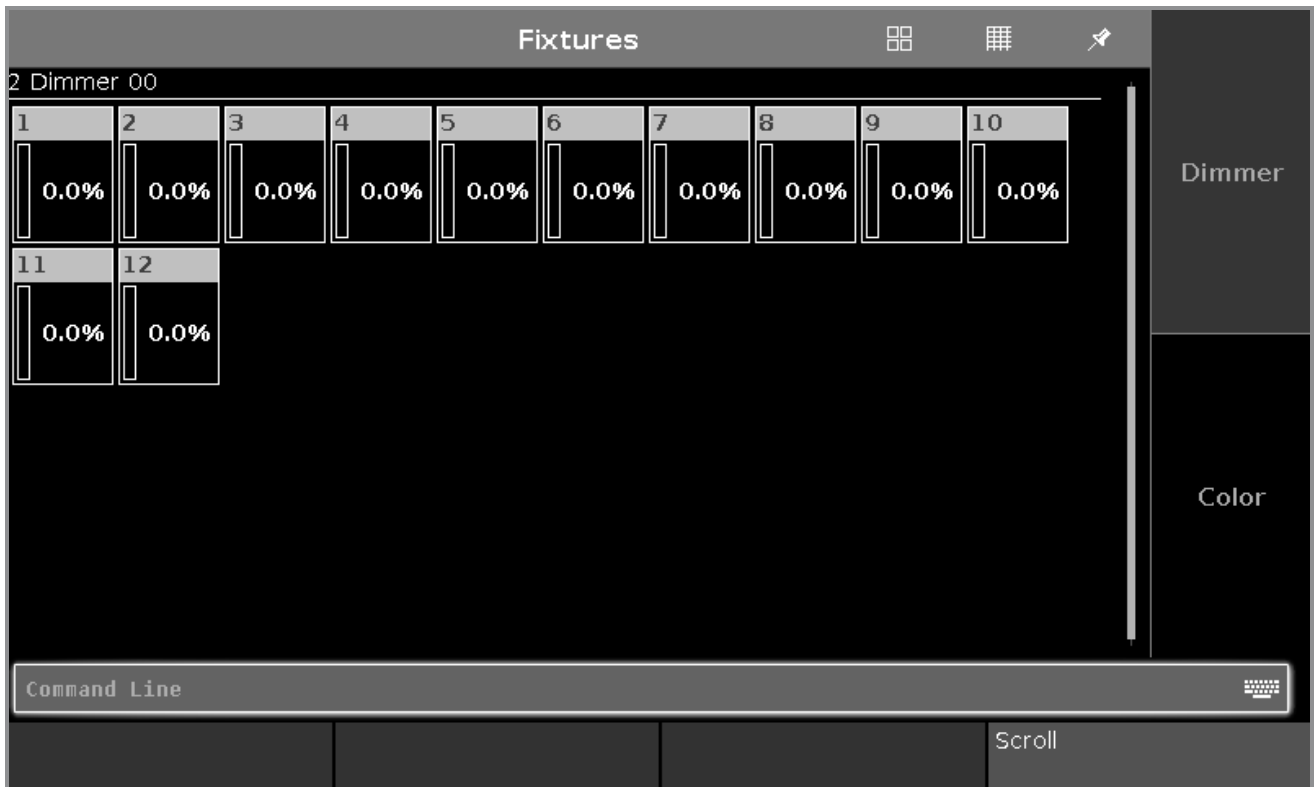 Fixtures
2 Dimmer 00
1 2 3 4 5 6 7 8 9 10
0.0% 0.0% 0.0% 0.0% 0.0% 0.0% 0.0% 0.0% 0.0% 0.0%
Dimmer
11 12
0.0% 0.0%
Color
Command Line
Scroll